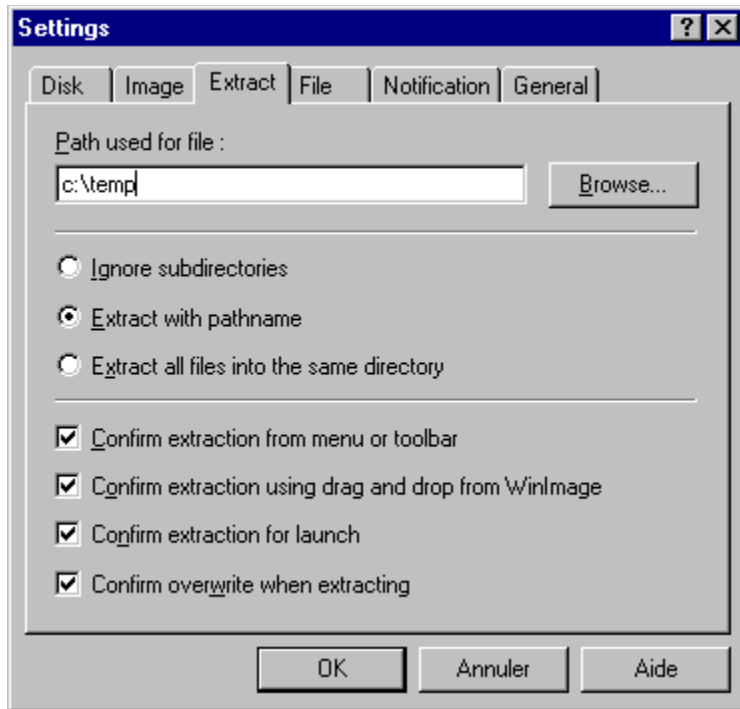 Settings
Disk Image Extract File Notification General
Path used for file :
c:\temp Browse...
Ignore subdirectories
Extract with pathname
Extract all files into the same directory
Confirm extraction from menu or toolbar
Confirm extraction using drag and drop from WinImage
Confirm extraction for launch
Confirm overwrite when extracting
OK Annuler Aide